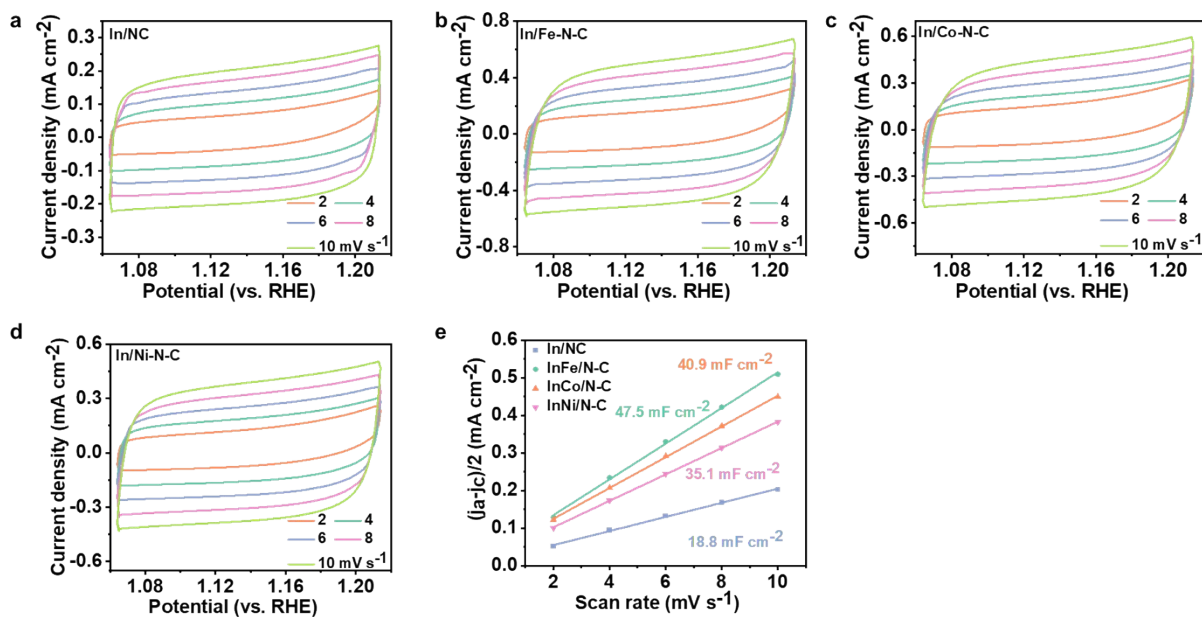 a
In/NC
Current density (mA cm-2)
0.3
0.2
0.1
0.0
-0.1
-0.2
-0.3
2 4
6 8
10 mV s-1
1.08 1.12 1.16 1.20
Potential (vs. RHE)
b
In/Fe-N-C
Current density (mA cm-2)
0.8
0.4
0.0
-0.4
-0.8
2 4
6 8
10 mV s-1
1.08 1.12 1.16 1.20
Potential (vs. RHE)
c
In/Co-N-C
Current density (mA cm-2)
0.6
0.3
0.0
-0.3
-0.6
2 4
6 8
10 mV s-1
1.08 1.12 1.16 1.20
Potential (vs. RHE)
d
In/Ni-N-C
Current density (mA cm-2)
0.6
0.3
0.0
-0.3
-0.6
2 4
6 8
10 mV s-1
1.08 1.12 1.16 1.20
Potential (vs. RHE)
e
(ja-jc)/2 (mA cm-2)
0.6
0.5
0.4
0.3
0.2
0.1
0.0
In/NC
InFe/N-C
InCo/N-C
InNi/N-C
40.9 mF cm-2
47.5 mF cm-2
35.1 mF cm-2
18.8 mF cm-2
2 4 6 8 10
Scan rate (mV s-1)